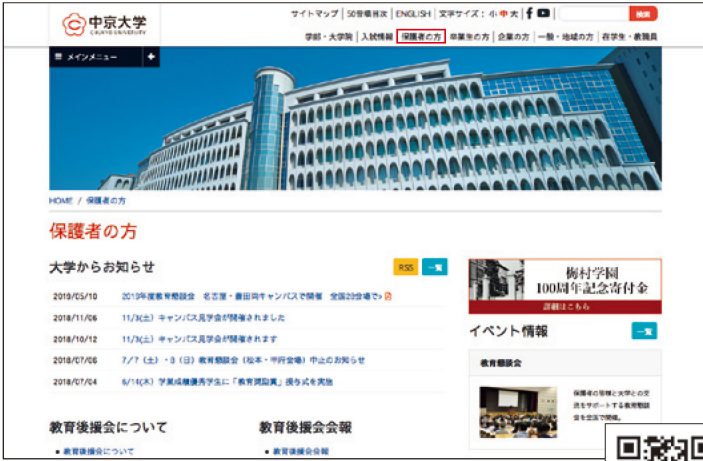 中京大学
CHUKYO UNIVERSITY
サイトマップ | 50音順目次 | ENGLISH | 文字サイズ： 小 中 大
検索
学部・大学院 | 入試情報 | 保護者の方 | 卒業生の方 | 企業の方 | 一般・地域の方 | 在学生・教職員
メインメニュー
HOME / 保護者の方
保護者の方
大学からお知らせ
RSS
一覧
2019/05/10 2019年度教育懇談会 名古屋・豊田両キャンパスで開催 全国20会場で>
2018/11/06 11/3(土) キャンパス見学会が開催されました
2018/10/12 11/3(土) キャンパス見学会が開催されます
2018/07/06 7/7（土）・8（日）教育懇談会（松本・甲府会場）中止のお知らせ
2018/07/04 6/14(木) 学業成績優秀学生に「教育奨励賞」授与式を実施
梅村学園
100周年記念寄付金
詳細はこちら
イベント情報
一覧
教育懇談会
保護者の皆様と大学との交
流をサポートする教育懇談
会を全国で開催。
教育後援会について
• 教育後援会について
教育後援会会報
• 教育後援会会報